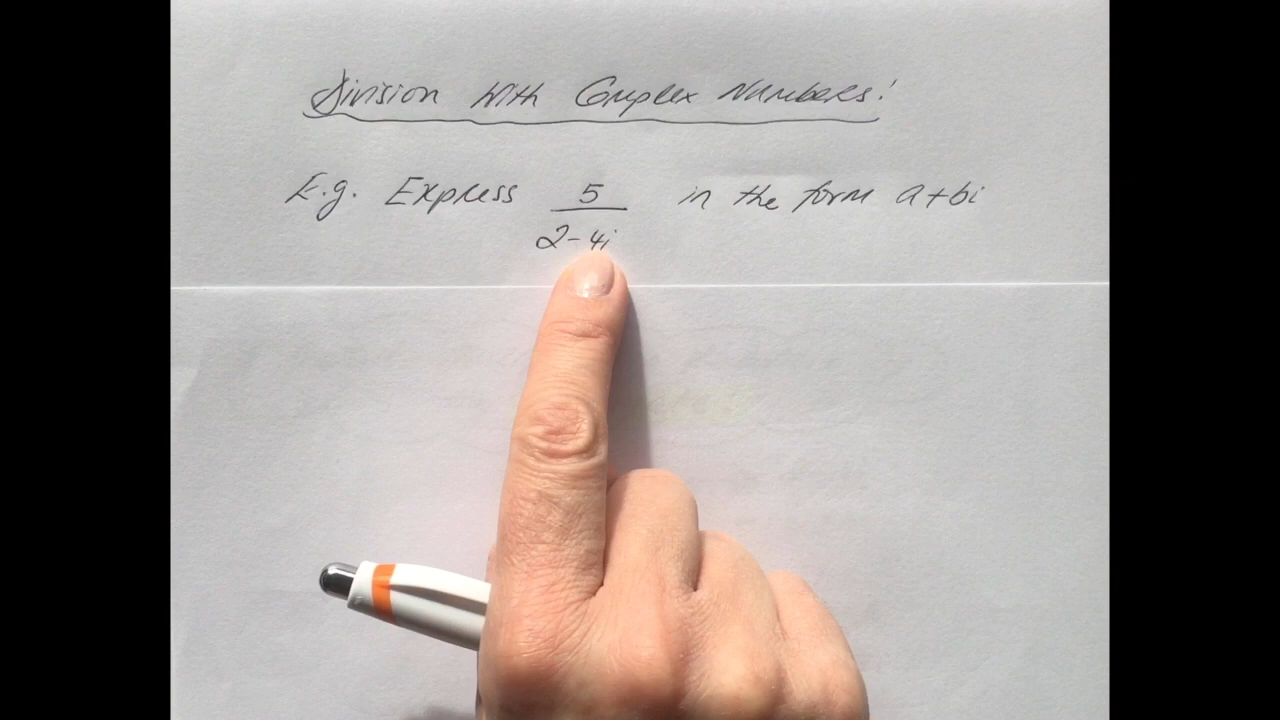 Division with Complex Numbers!
E.g. Express 5/(2-4i) in the form a+bi